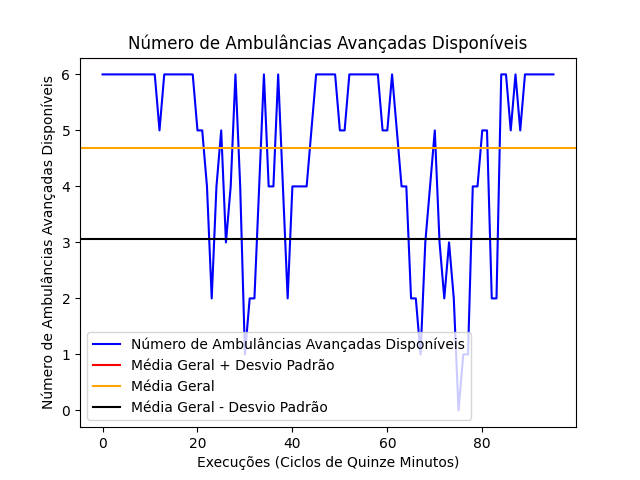 Número de Ambulâncias Avançadas Disponíveis
Número de Ambulâncias Avançadas Disponíveis
6
5
4
3
2
1
0
Número de Ambulâncias Avançadas Disponíveis
Média Geral + Desvio Padrão
Média Geral
Média Geral - Desvio Padrão
0 20 40 60 80
Execuções (Ciclos de Quinze Minutos)